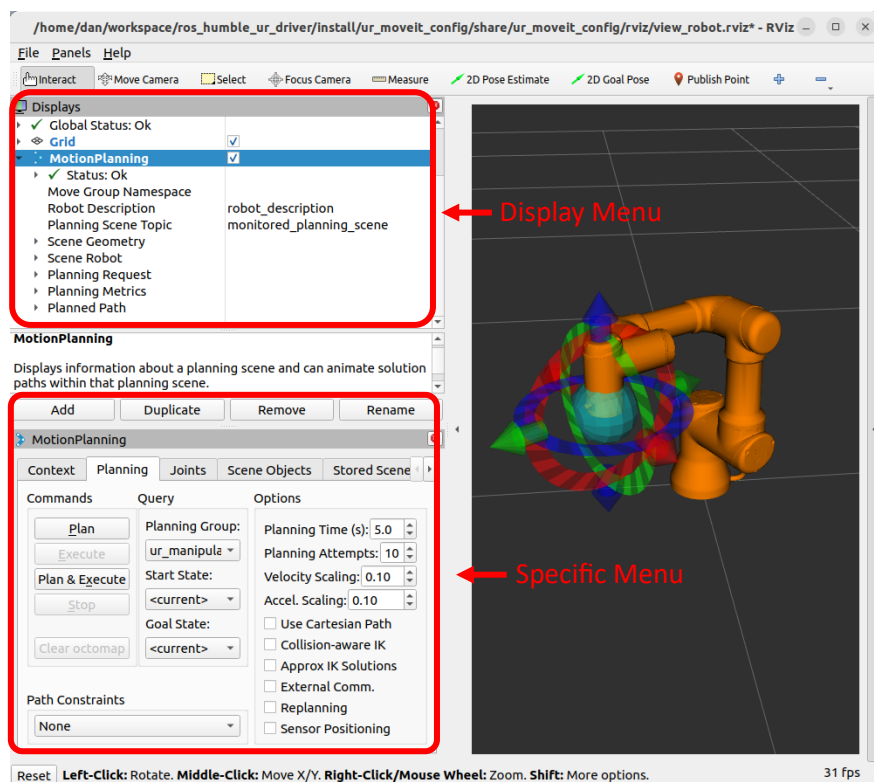 /home/dan/workspace/ros_humble_ur_driver/install/ur_moveit_config/share/ur_moveit_config/rviz/view_robot.rviz* - RViz
File Panels Help
Interact Move Camera Select Focus Camera Measure 2D Pose Estimate 2D Goal Pose Publish Point
Displays
Global Status: Ok
Grid
MotionPlanning
Status: Ok
Move Group Namespace
Robot Description robot_description
Planning Scene Topic monitored_planning_scene
Scene Geometry
Scene Robot
Planning Request
Planning Metrics
Planned Path
Display Menu
MotionPlanning
Displays information about a planning scene and can animate solution
paths within that planning scene.
Add Duplicate Remove Rename
MotionPlanning
Context Planning Joints Scene Objects Stored Scene
Commands Query Options
Plan
Execute
Plan & Execute
Stop
Clear octomap
Planning Group:
ur_manipula
Start State:
<current>
Goal State:
<current>
Planning Time (s): 5.0
Planning Attempts: 10
Velocity Scaling: 0.10
Accel. Scaling: 0.10
Use Cartesian Path
Collision-aware IK
Approx IK Solutions
External Comm.
Replanning
Sensor Positioning
Path Constraints
None
Specific Menu
Reset Left-Click: Rotate. Middle-Click: Move X/Y. Right-Click/Mouse Wheel: Zoom. Shift: More options. 31 fps